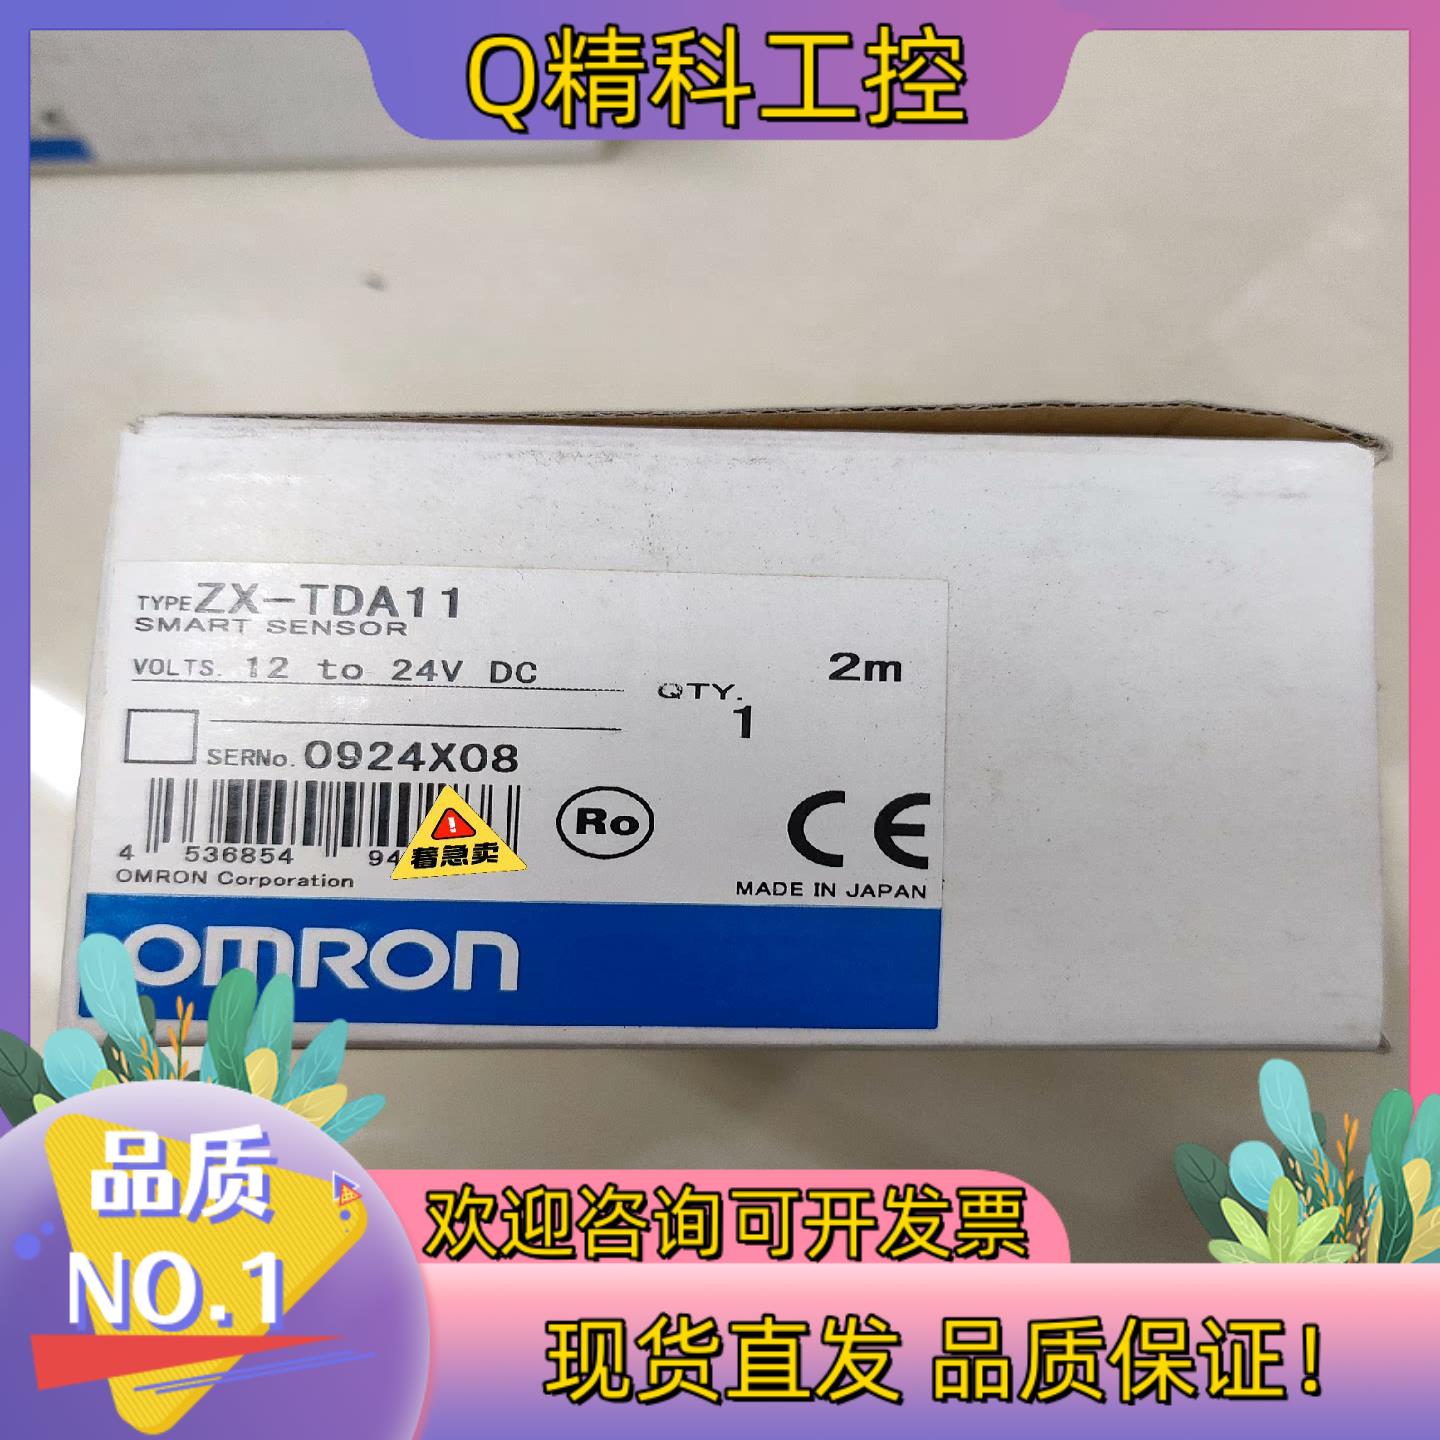 Q精科工控
TYPE ZX-TDA11
SMART SENSOR
VOLTS. 12 to 24V DC
2m
QTY.
1
SERNo. 0924X08
4 536854 94
着急卖
Ro
CE
OMRON Corporation
MADE IN JAPAN
OMRON
品质
NO.1
欢迎咨询可开发票
现货直发 品质保证!